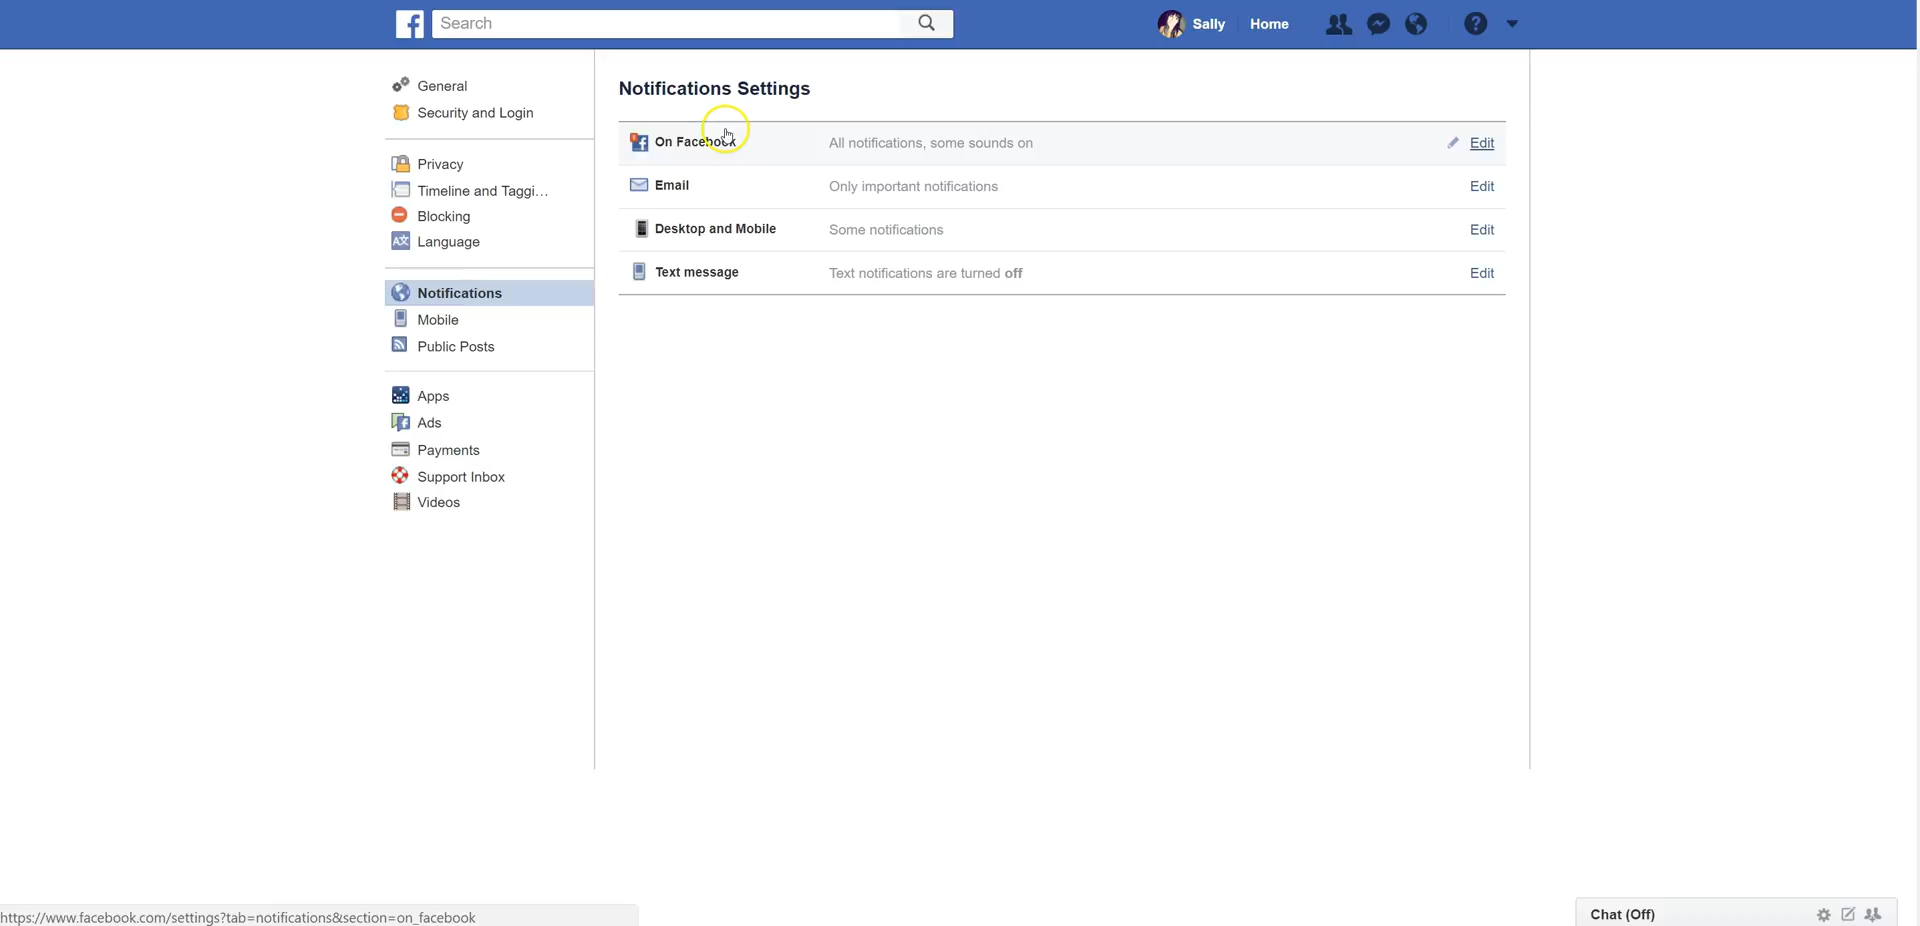 Search
Sally
Home
General
Security and Login
Privacy
Timeline and Taggi...
Blocking
Language
Notifications
Mobile
Public Posts
Apps
Ads
Payments
Support Inbox
Videos
Notifications Settings
On Facebook All notifications, some sounds on Edit
Email Only important notifications Edit
Desktop and Mobile Some notifications Edit
Text message Text notifications are turned off Edit
https://www.facebook.com/settings?tab=notifications&section=on_facebook
Chat (Off)